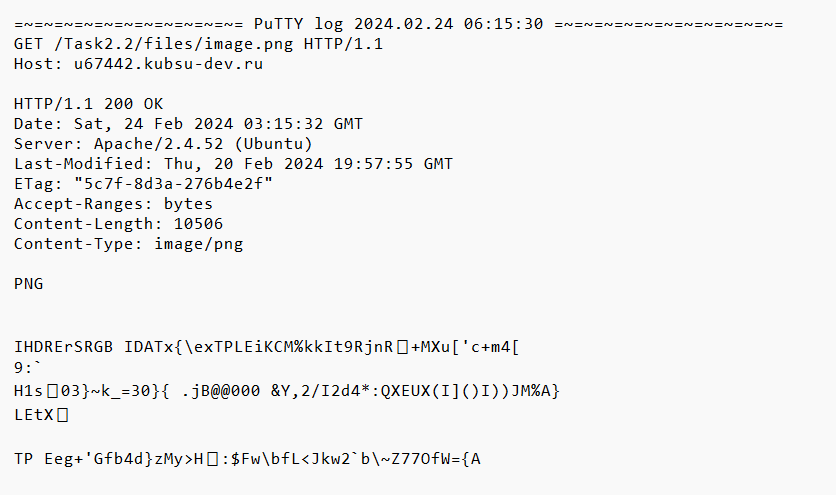 =~=~=~=~=~=~=~=~=~=~=~= PuTTY log 2024.02.24 06:15:30 =~=~=~=~=~=~=~=~=~=~=~=
GET /Task2.2/files/image.png HTTP/1.1
Host: u67442.kubsu-dev.ru
HTTP/1.1 200 OK
Date: Sat, 24 Feb 2024 03:15:32 GMT
Server: Apache/2.4.52 (Ubuntu)
Last-Modified: Thu, 20 Feb 2024 19:57:55 GMT
ETag: "5c7f-8d3a-276b4e2f"
Accept-Ranges: bytes
Content-Length: 10506
Content-Type: image/png
PNG
IHDRErSRGB IDATx{\exTPLEiKCM%kkIt9RjnR□+MXu['c+m4[
9:`
H1s□03}~k_=30}{ .jB@@000 &Y,2/I2d4*:QXEUX(I]()I))JM%A}
LEtX□
TP Eeg+'Gfb4d}zMy>H□:$Fw\bfL<Jkw2`b\~Z77OfW={A